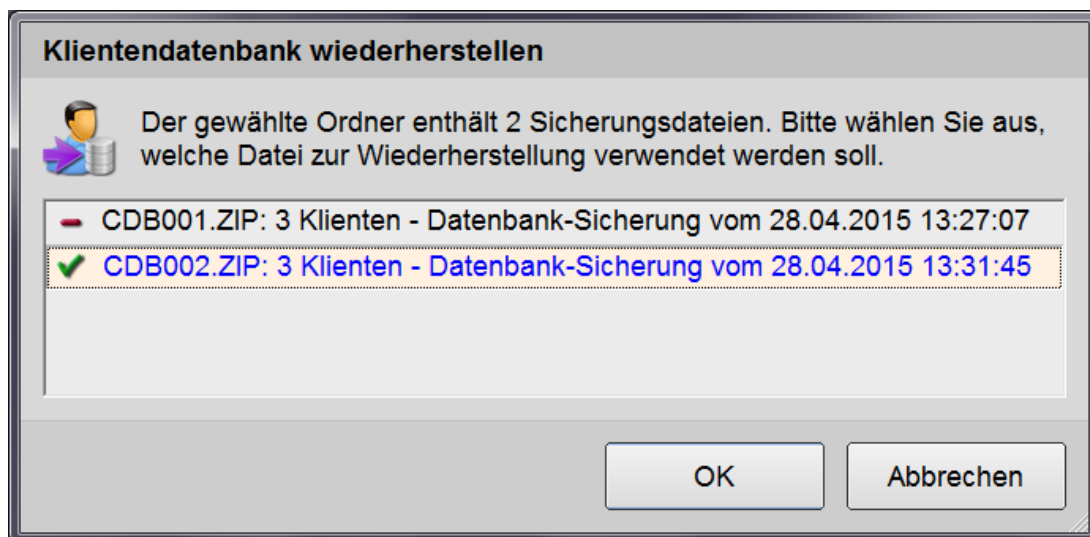 Klientendatenbank wiederherstellen
Der gewählte Ordner enthält 2 Sicherungsdateien. Bitte wählen Sie aus,
welche Datei zur Wiederherstellung verwendet werden soll.
CDB001.ZIP: 3 Klienten - Datenbank-Sicherung vom 28.04.2015 13:27:07
CDB002.ZIP: 3 Klienten - Datenbank-Sicherung vom 28.04.2015 13:31:45
OK
Abbrechen